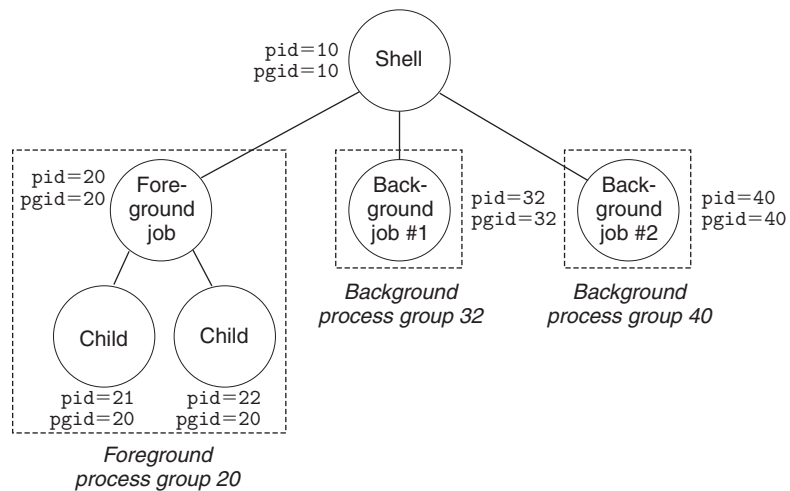 pid=10
pgid=10
Shell
pid=20
pgid=20
Fore-
ground
job
Back-
ground
job #1
pid=32
pgid=32
Back-
ground
job #2
pid=40
pgid=40
Background
process group 32
Background
process group 40
Child
Child
pid=21
pgid=20
pid=22
pgid=20
Foreground
process group 20